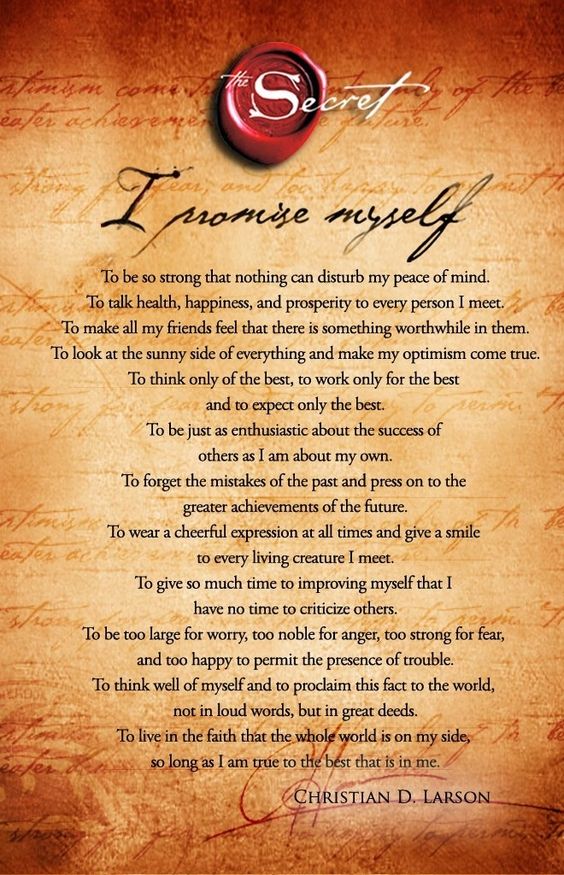 the Secret
I promise myself
To be so strong that nothing can disturb my peace of mind.
To talk health, happiness, and prosperity to every person I meet.
To make all my friends feel that there is something worthwhile in them.
To look at the sunny side of everything and make my optimism come true.
To think only of the best, to work only for the best
and to expect only the best.
To be just as enthusiastic about the success of
others as I am about my own.
To forget the mistakes of the past and press on to the
greater achievements of the future.
To wear a cheerful expression at all times and give a smile
to every living creature I meet.
To give so much time to improving myself that I
have no time to criticize others.
To be too large for worry, too noble for anger, too strong for fear,
and too happy to permit the presence of trouble.
To think well of myself and to proclaim this fact to the world,
not in loud words, but in great deeds.
To live in the faith that the whole world is on my side,
so long as I am true to the best that is in me.
Christian D. Larson